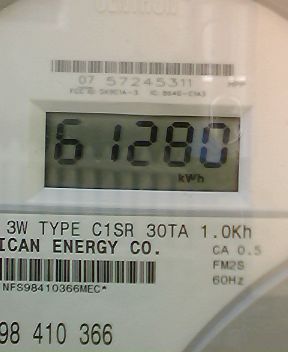 CENTRON
07 57245311
61280
kWh
3W TYPE C1SR 30TA 1.0Kh
ICAN ENERGY CO.
CA 0.5
FM2S
60Hz
NFS98410366MEC*
98 410 366